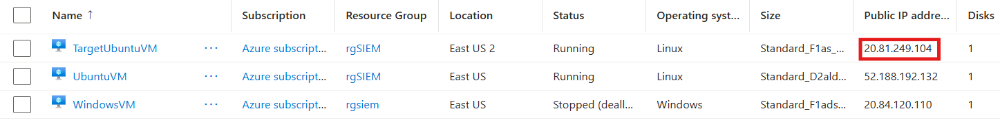 Name ↑ Subscription Resource Group Location Status Operating syst... Size Public IP addre... Disks
TargetUbuntuVM ··· Azure subscript... rgSIEM East US 2 Running Linux Standard_F1as_... 20.81.249.104 1
UbuntuVM ··· Azure subscript... rgSIEM East US Running Linux Standard_D2ald... 52.188.192.132 1
WindowsVM ··· Azure subscript... rgsiem East US Stopped (deall... Windows Standard_F1ads... 20.84.120.110 1